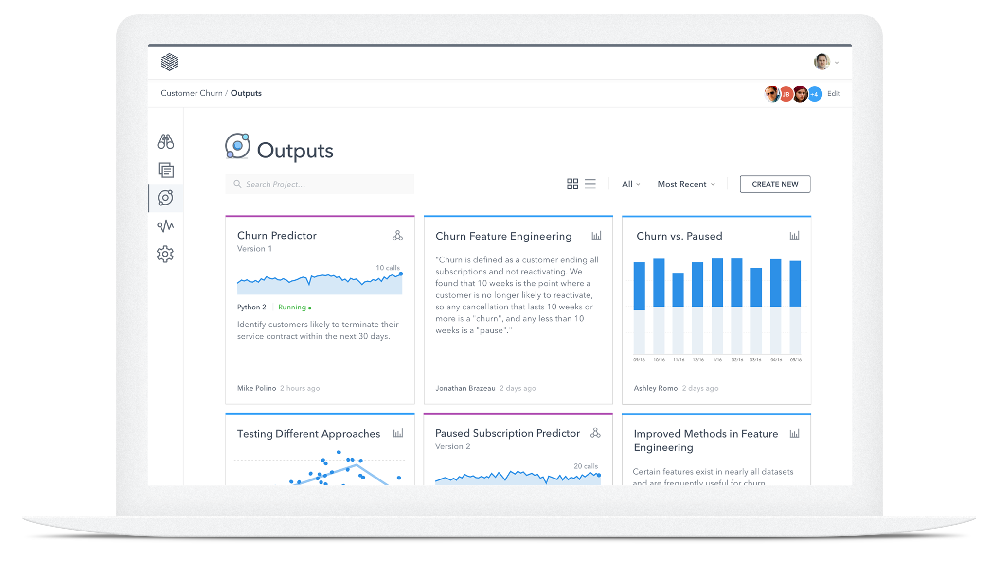 Customer Churn / Outputs
JB
+4
Edit
Outputs
Search Project...
All
Most Recent
CREATE NEW
Churn Predictor
Version 1
10 calls
Python 2
Running
Identify customers likely to terminate their
service contract within the next 30 days.
Mike Polino 2 hours ago
Churn Feature Engineering
"Churn is defined as a customer ending all
subscriptions and not reactivating. We
found that 10 weeks is the point where a
customer is no longer likely to reactivate,
so any cancellation that lasts 10 weeks or
more is a "churn", and any less than 10
weeks is a "pause"."
Jonathan Brazeau 2 days ago
Churn vs. Paused
09/16 10/16 11/16 12/16 1/16 02/16 03/16 04/16 05/16
Ashley Romo 2 days ago
Testing Different Approaches
Paused Subscription Predictor
Version 2
20 calls
Improved Methods in Feature
Engineering
Certain features exist in nearly all datasets
and are frequently useful for churn